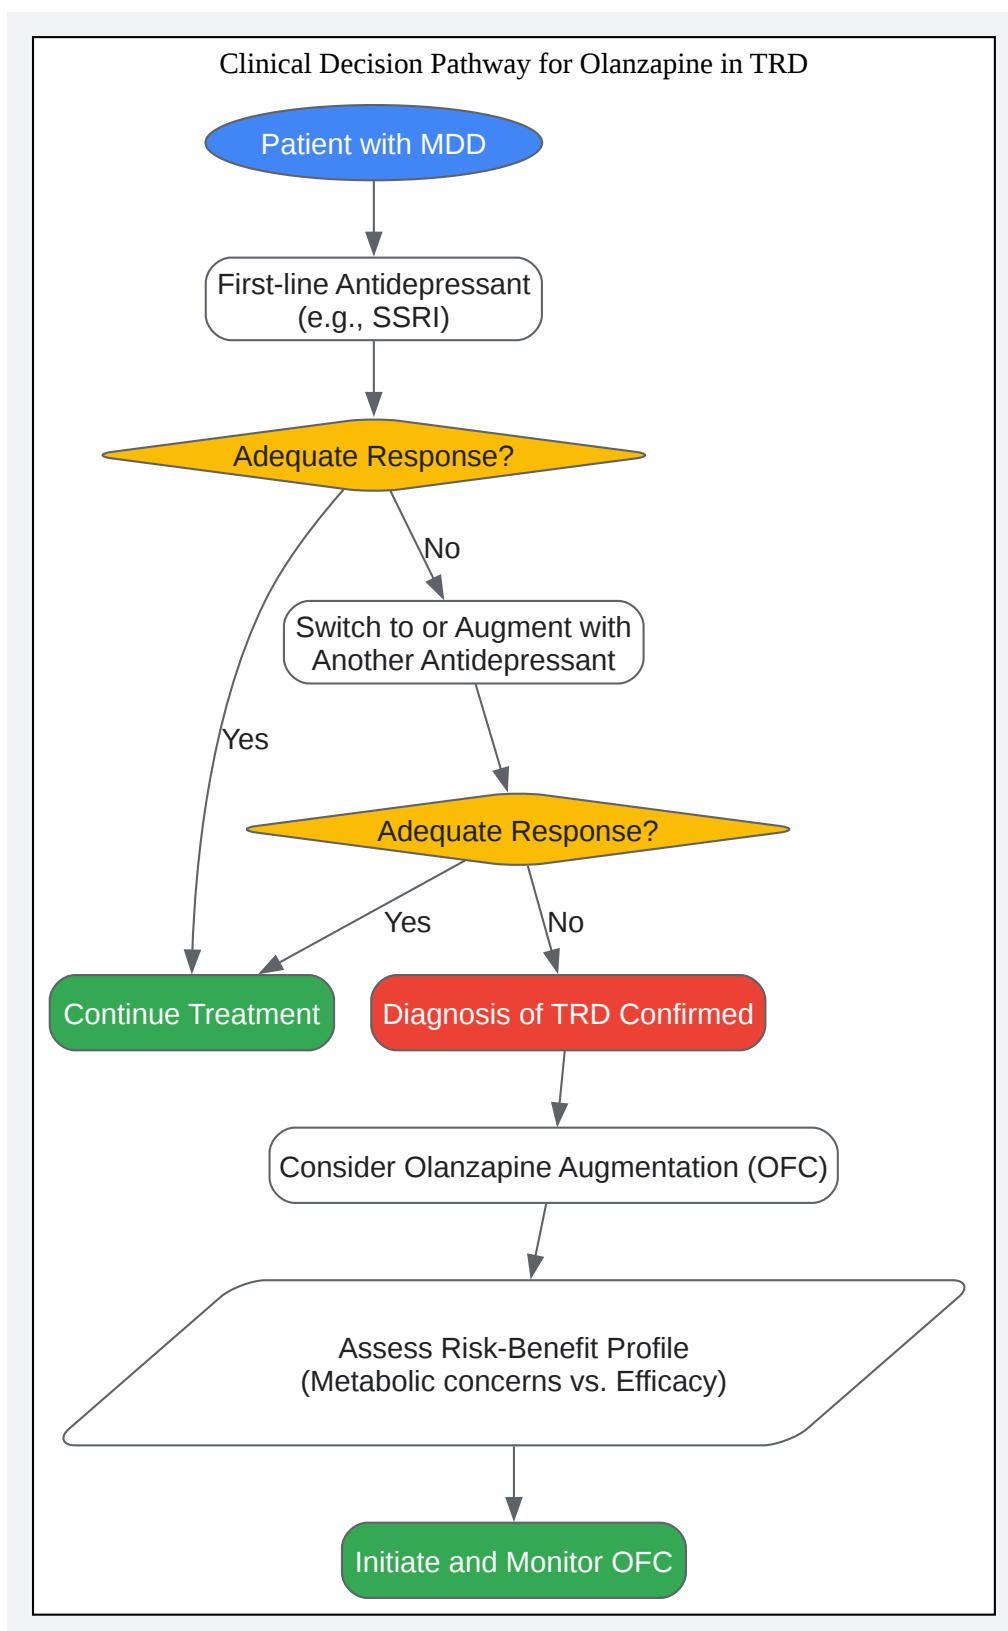 Clinical Decision Pathway for Olanzapine in TRD
Patient with MDD
First-line Antidepressant
(e.g., SSRI)
Adequate Response?
No
Switch to or Augment with
Another Antidepressant
Yes
Adequate Response?
Yes
No
Continue Treatment
Diagnosis of TRD Confirmed
Consider Olanzapine Augmentation (OFC)
Assess Risk-Benefit Profile
(Metabolic concerns vs. Efficacy)
Initiate and Monitor OFC